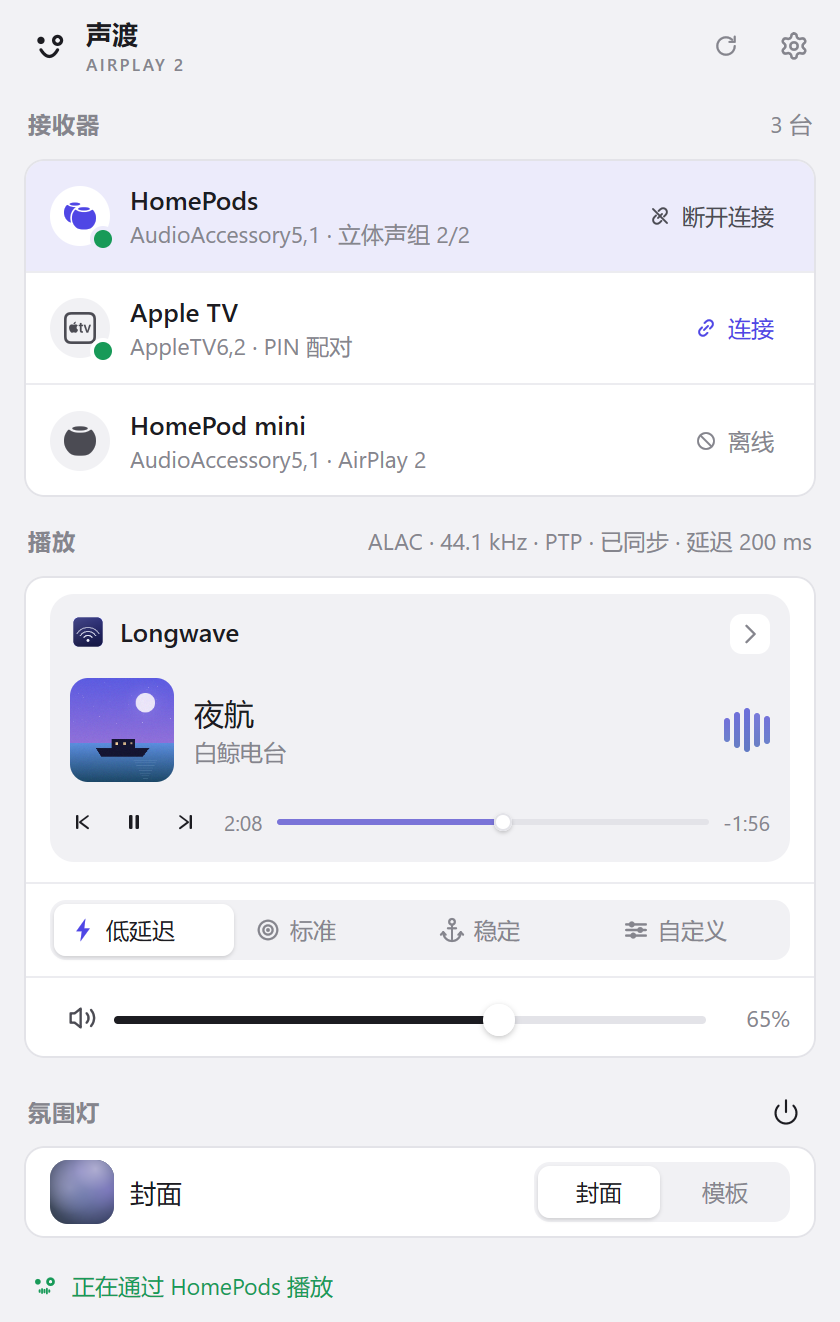 声渡
AIRPLAY 2
接收器
3 台
HomePods
AudioAccessory5,1 · 立体声组 2/2
断开连接
Apple TV
AppleTV6,2 · PIN 配对
tv
连接
HomePod mini
AudioAccessory5,1 · AirPlay 2
离线
播放
ALAC · 44.1 kHz · PTP · 已同步 · 延迟 200 ms
Longwave
夜航
白鲸电台
2:08
-1:56
低延迟
标准
稳定
自定义
65%
氛围灯
封面
封面
模板
正在通过 HomePods 播放